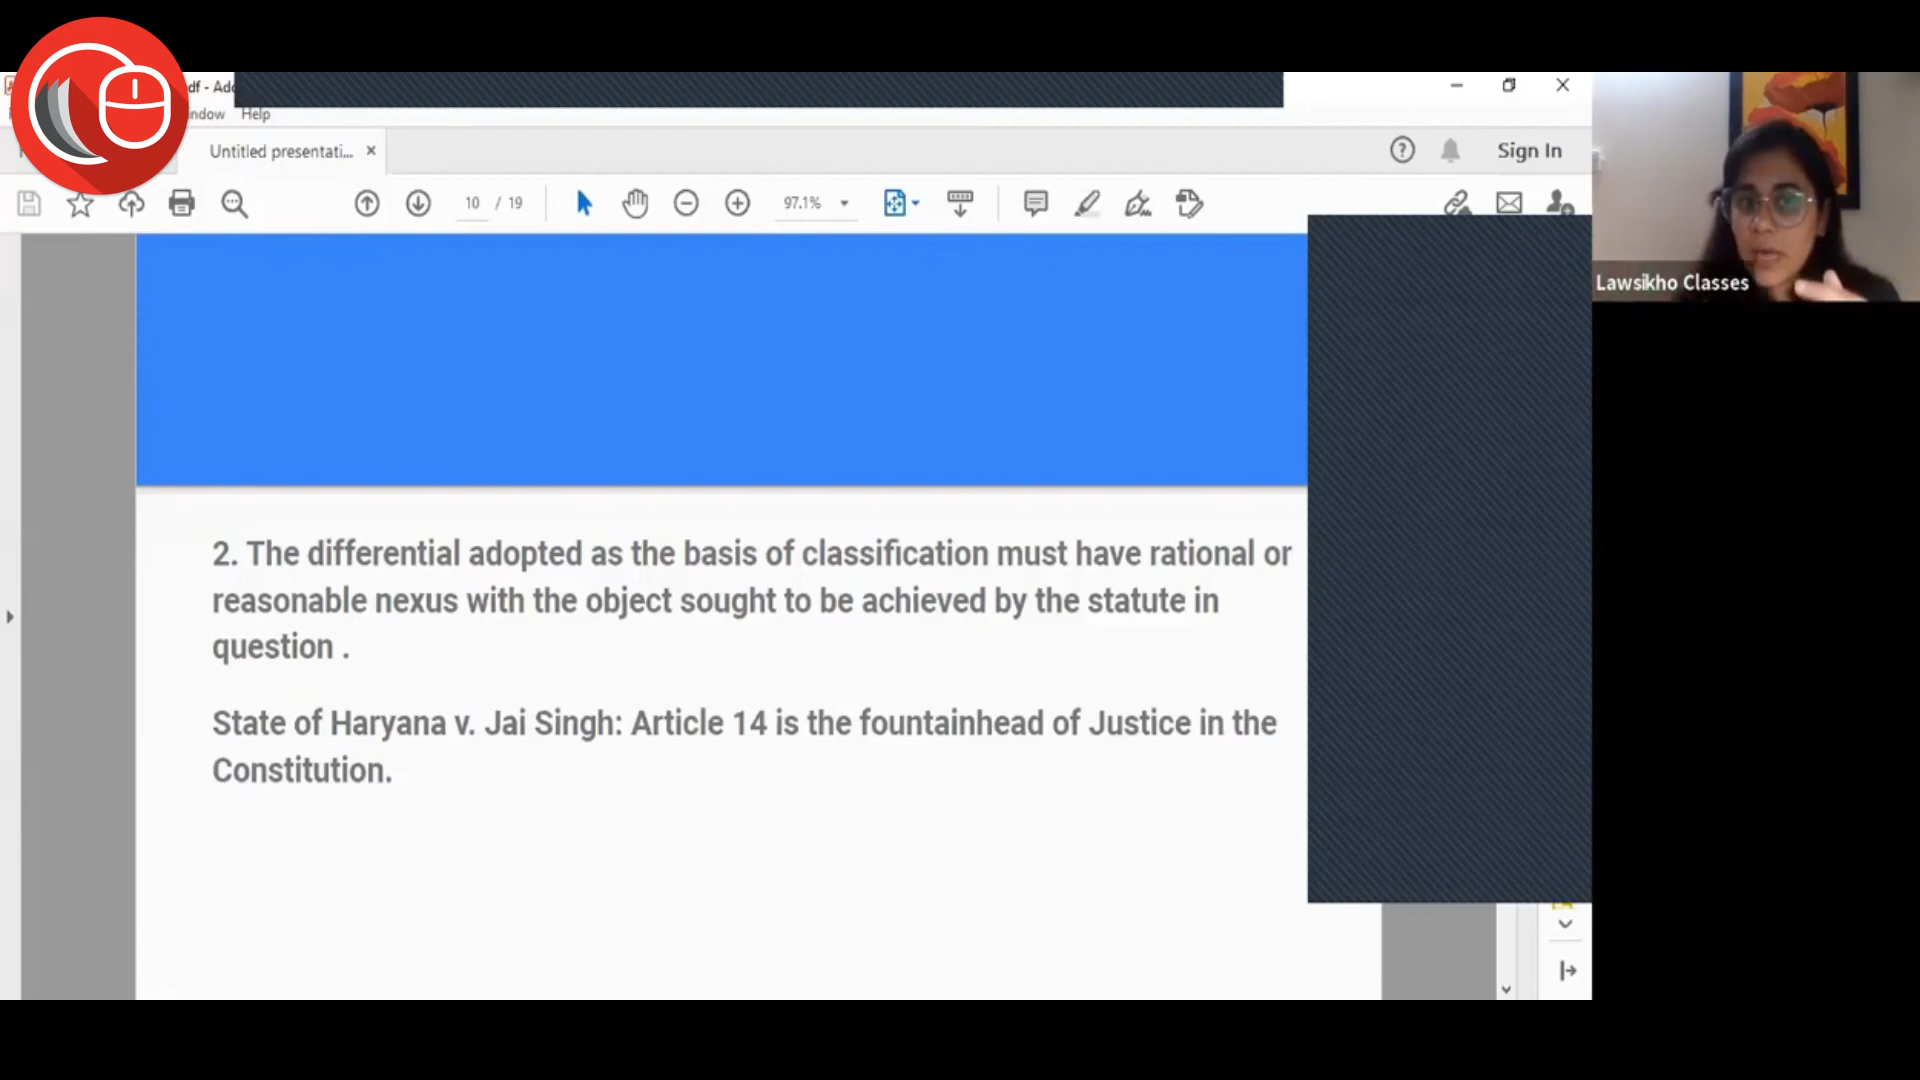 df - Ado
ndow Help
Untitled presentati... ×
Sign In
10 / 19
97.1%
Lawsikho Classes
2. The differential adopted as the basis of classification must have rational or
reasonable nexus with the object sought to be achieved by the statute in
question .
State of Haryana v. Jai Singh: Article 14 is the fountainhead of Justice in the
Constitution.